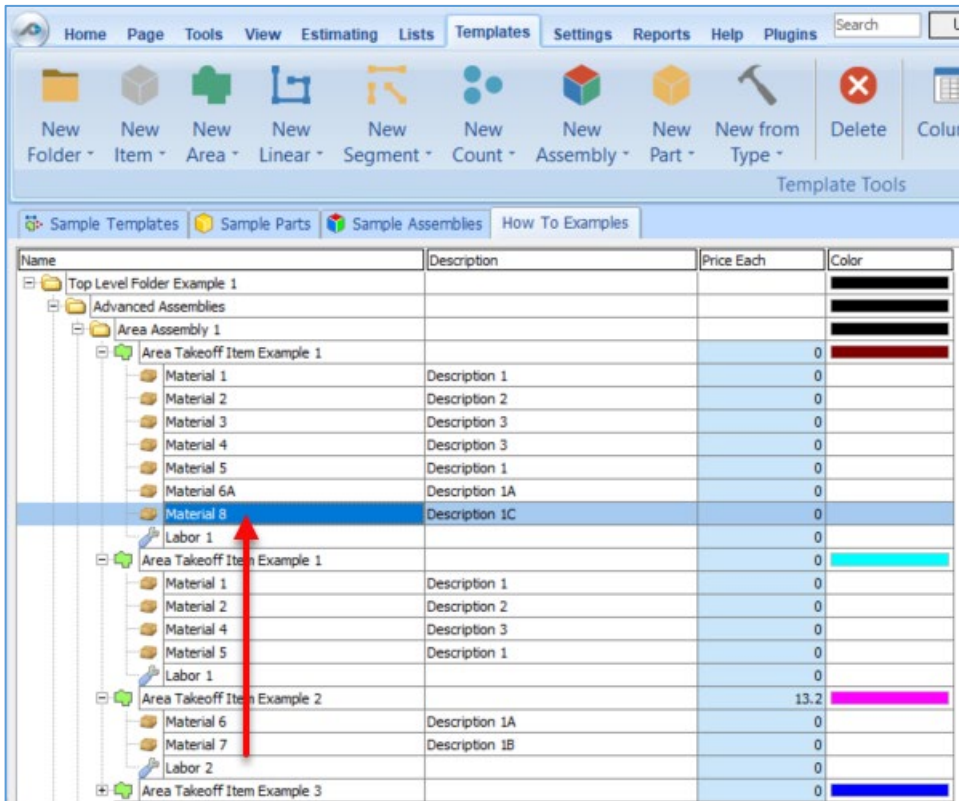 Home Page Tools View Estimating Lists Templates Settings Reports Help Plugins Search
New Folder New Item New Area New Linear New Segment New Count New Assembly New Part New from Type Delete
Template Tools
Sample Templates Sample Parts Sample Assemblies How To Examples
Name Description Price Each Color
Top Level Folder Example 1
Advanced Assemblies
Area Assembly 1
Area Takeoff Item Example 1 0
Material 1 Description 1 0
Material 2 Description 2 0
Material 3 Description 3 0
Material 4 Description 3 0
Material 5 Description 1 0
Material 6A Description 1A 0
Material 8 Description 1C 0
Labor 1 0
Area Takeoff Item Example 1 0
Material 1 Description 1 0
Material 2 Description 2 0
Material 4 Description 3 0
Material 5 Description 1 0
Labor 1 0
Area Takeoff Item Example 2 13.2
Material 6 Description 1A 0
Material 7 Description 1B 0
Labor 2 0
Area Takeoff Item Example 3 0